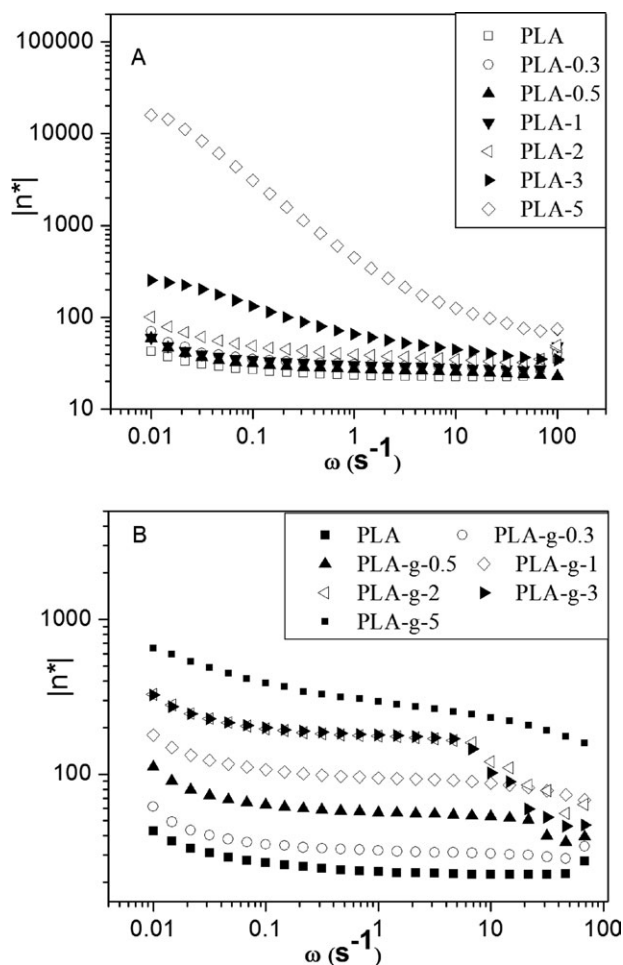 A
PLA
PLA-0.3
PLA-0.5
PLA-1
PLA-2
PLA-3
PLA-5
100000
10000
1000
100
10
|n*|
0.01 0.1 1 10 100
ω (s⁻¹)
B
PLA PLA-g-0.3
PLA-g-0.5 PLA-g-1
PLA-g-2 PLA-g-3
PLA-g-5
1000
100
|n*|
0.01 0.1 1 10 100
ω (s⁻¹)